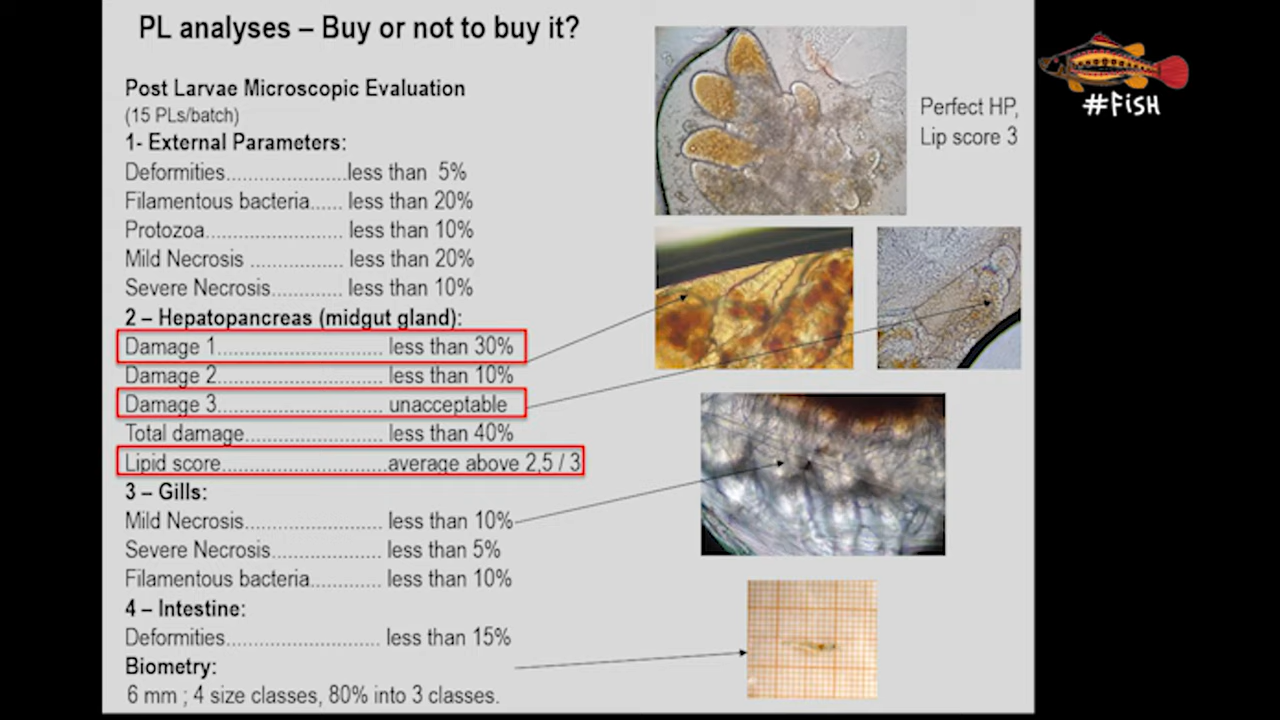 PL analyses – Buy or not to buy it?
Post Larvae Microscopic Evaluation
(15 PLs/batch)
1- External Parameters:
Deformities......................less than 5%
Filamentous bacteria...... less than 20%
Protozoa......................... less than 10%
Mild Necrosis ................. less than 20%
Severe Necrosis............. less than 10%
2 – Hepatopancreas (midgut gland):
Damage 1.............................. less than 30%
Damage 2.............................. less than 10%
Damage 3.............................. unacceptable
Total damage......................... less than 40%
Lipid score..............................average above 2,5 / 3
3 – Gills:
Mild Necrosis......................... less than 10%
Severe Necrosis.................... less than 5%
Filamentous bacteria............. less than 10%
4 – Intestine:
Deformities............................ less than 15%
Biometry:
6 mm ; 4 size classes, 80% into 3 classes.
Perfect HP,
Lip score 3
#FiSH